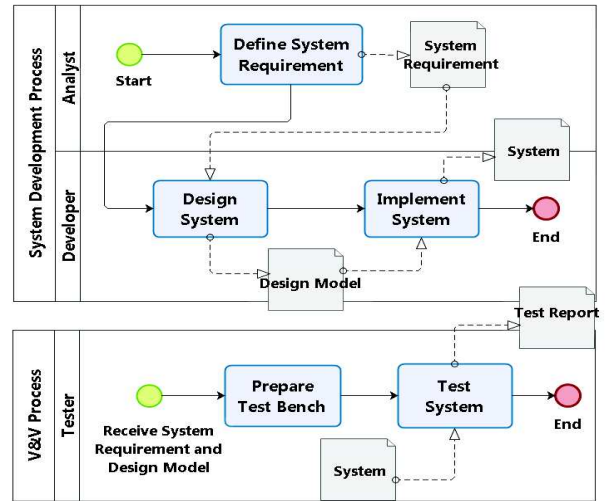 System Development Process
Analyst
Start
Define System
Requirement
System
Requirement
Developer
Design
System
Implement
System
System
End
Design Model
V&V Process
Tester
Receive System
Requirement and
Design Model
Prepare
Test Bench
Test
System
Test Report
End
System